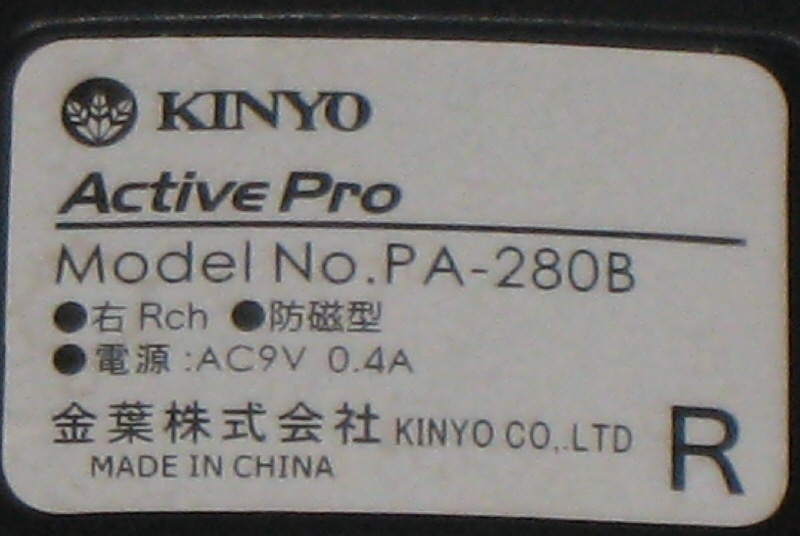 KINYO
Active Pro
Model No.PA-280B
●右 Rch ●防磁型
●電源:AC9V 0.4A
金葉株式会社 KINYO CO,.LTD
MADE IN CHINA
R